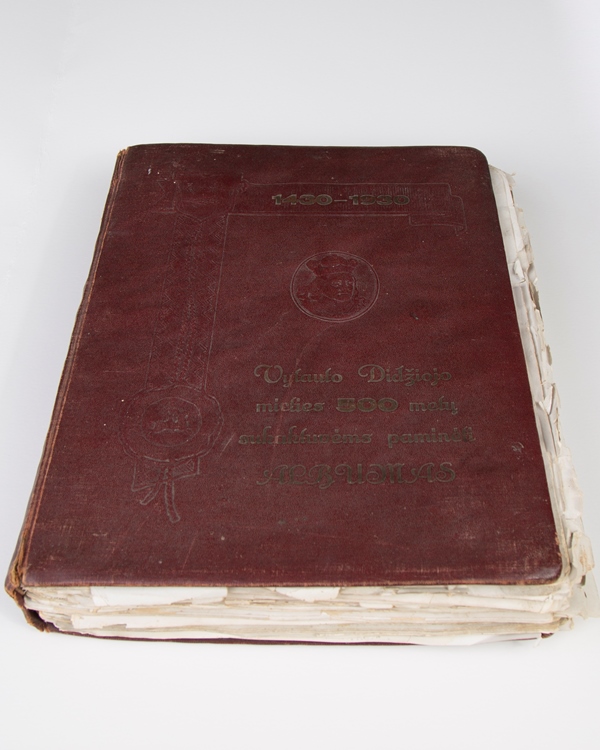 1430–1930
Vytauto Didžiojo
mirties 500 metų
sukaktuvėms paminėti
ALBUMAS